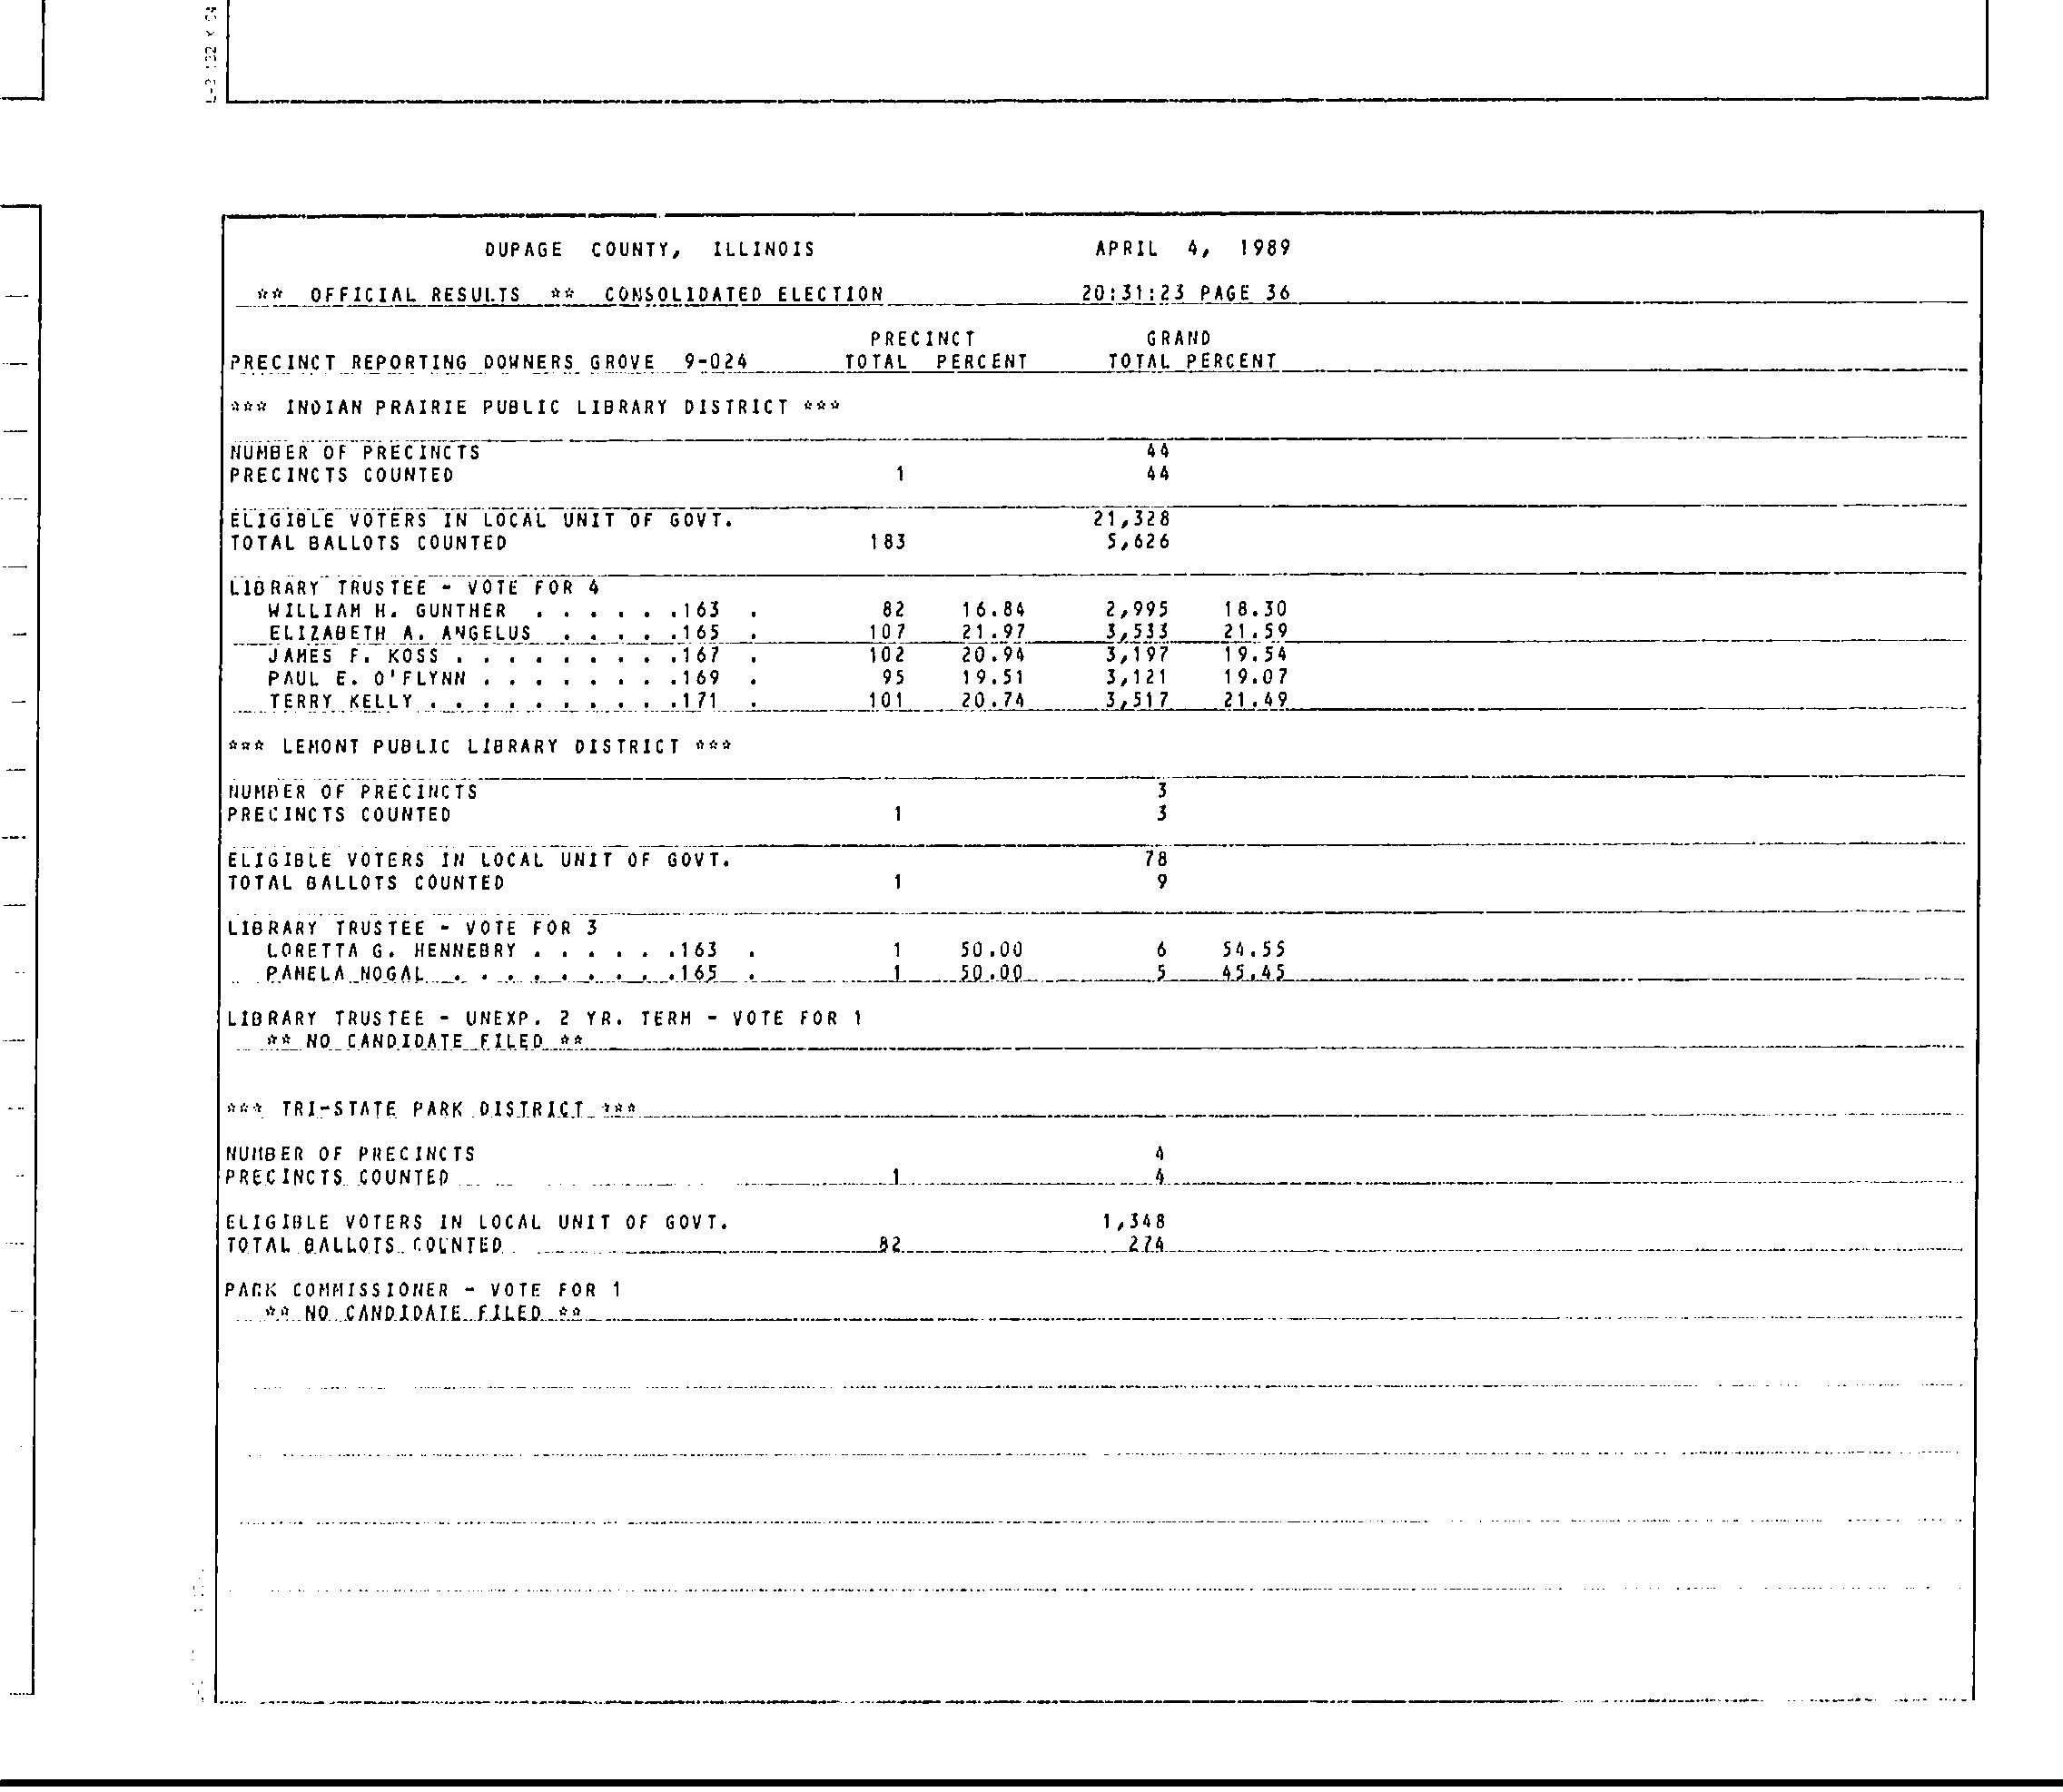 DUPAGE COUNTY, ILLINOIS APRIL 4, 1989
** OFFICIAL RESULTS ** CONSOLIDATED ELECTION 20:31:23 PAGE 36
PRECINCT GRAND
PRECINCT REPORTING DOWNERS GROVE 9-024 TOTAL PERCENT TOTAL PERCENT
*** INDIAN PRAIRIE PUBLIC LIBRARY DISTRICT ***
NUMBER OF PRECINCTS 44
PRECINCTS COUNTED 1 44
ELIGIBLE VOTERS IN LOCAL UNIT OF GOVT. 21,328
TOTAL BALLOTS COUNTED 183 5,626
LIBRARY TRUSTEE - VOTE FOR 4
WILLIAM H. GUNTHER . . . . . .163 . 82 16.84 2,995 18.30
ELIZABETH A. ANGELUS . . . . .165 . 107 21.97 3,533 21.59
JAMES F. KOSS . . . . . . . . .167 . 102 20.94 3,197 19.54
PAUL E. O'FLYNN . . . . . . . .169 . 95 19.51 3,121 19.07
TERRY KELLY . . . . . . . . . .171 . 101 20.74 3,517 21.49
*** LEMONT PUBLIC LIBRARY DISTRICT ***
NUMBER OF PRECINCTS 3
PRECINCTS COUNTED 1 3
ELIGIBLE VOTERS IN LOCAL UNIT OF GOVT. 78
TOTAL BALLOTS COUNTED 1 9
LIBRARY TRUSTEE - VOTE FOR 3
LORETTA G. HENNEBRY . . . . . .163 . 1 50.00 6 54.55
PAMELA NOGAL . . . . . . . . .165 . 1 50.00 5 45.45
LIBRARY TRUSTEE - UNEXP. 2 YR. TERM - VOTE FOR 1
** NO CANDIDATE FILED **
*** TRI-STATE PARK DISTRICT ***
NUMBER OF PRECINCTS 4
PRECINCTS COUNTED 1 4
ELIGIBLE VOTERS IN LOCAL UNIT OF GOVT. 1,348
TOTAL BALLOTS COUNTED 82 274
PARK COMMISSIONER - VOTE FOR 1
** NO CANDIDATE FILED **